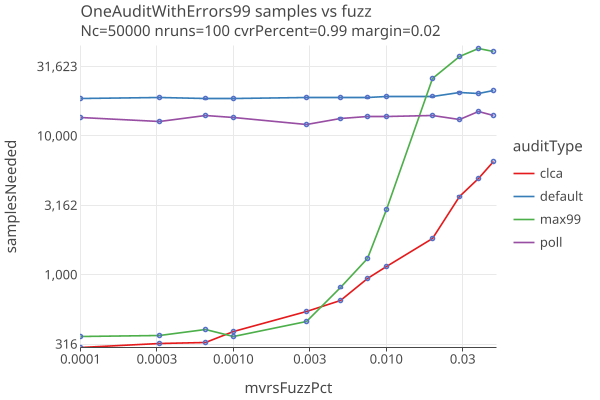 OneAuditWithErrors99 samples vs fuzz
Nc=50000 nruns=100 cvrPercent=0.99 margin=0.02
samplesNeeded
31,623
10,000
3,162
1,000
316
0.0001
0.0003
0.0010
0.003
0.010
0.03
mvrsFuzzPct
auditType
clca
default
max99
poll